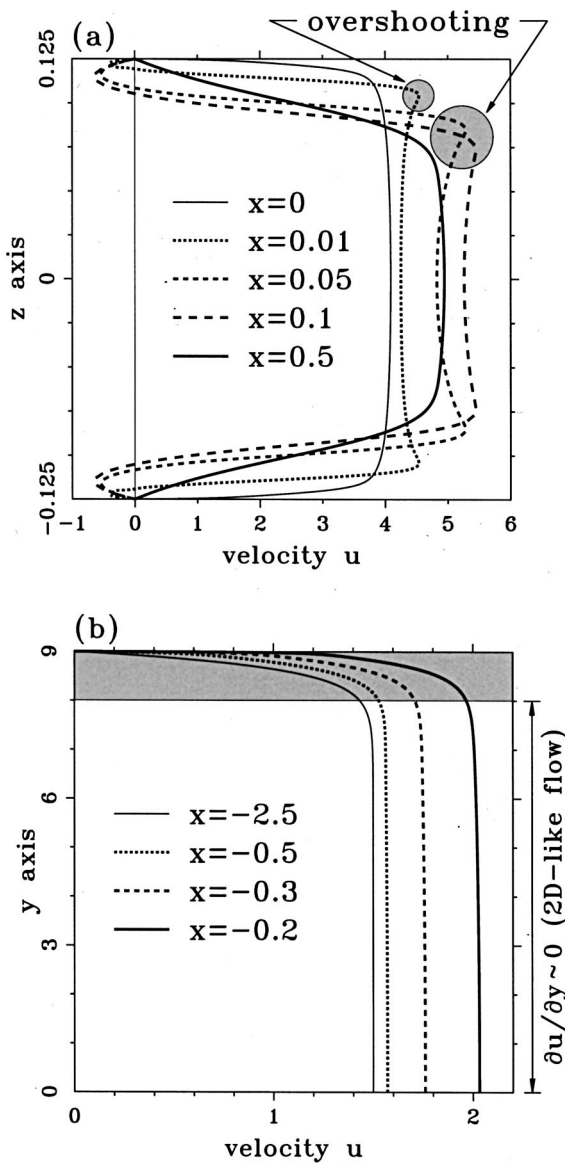 (a)
overshooting
0.125
0
-0.125
z axis
x=0
x=0.01
x=0.05
x=0.1
x=0.5
-1 0 1 2 3 4 5 6
velocity u
(b)
9
6
3
0
y axis
x=-2.5
x=-0.5
x=-0.3
x=-0.2
∂u/∂y~0 (2D-like flow)
0 1 2
velocity u